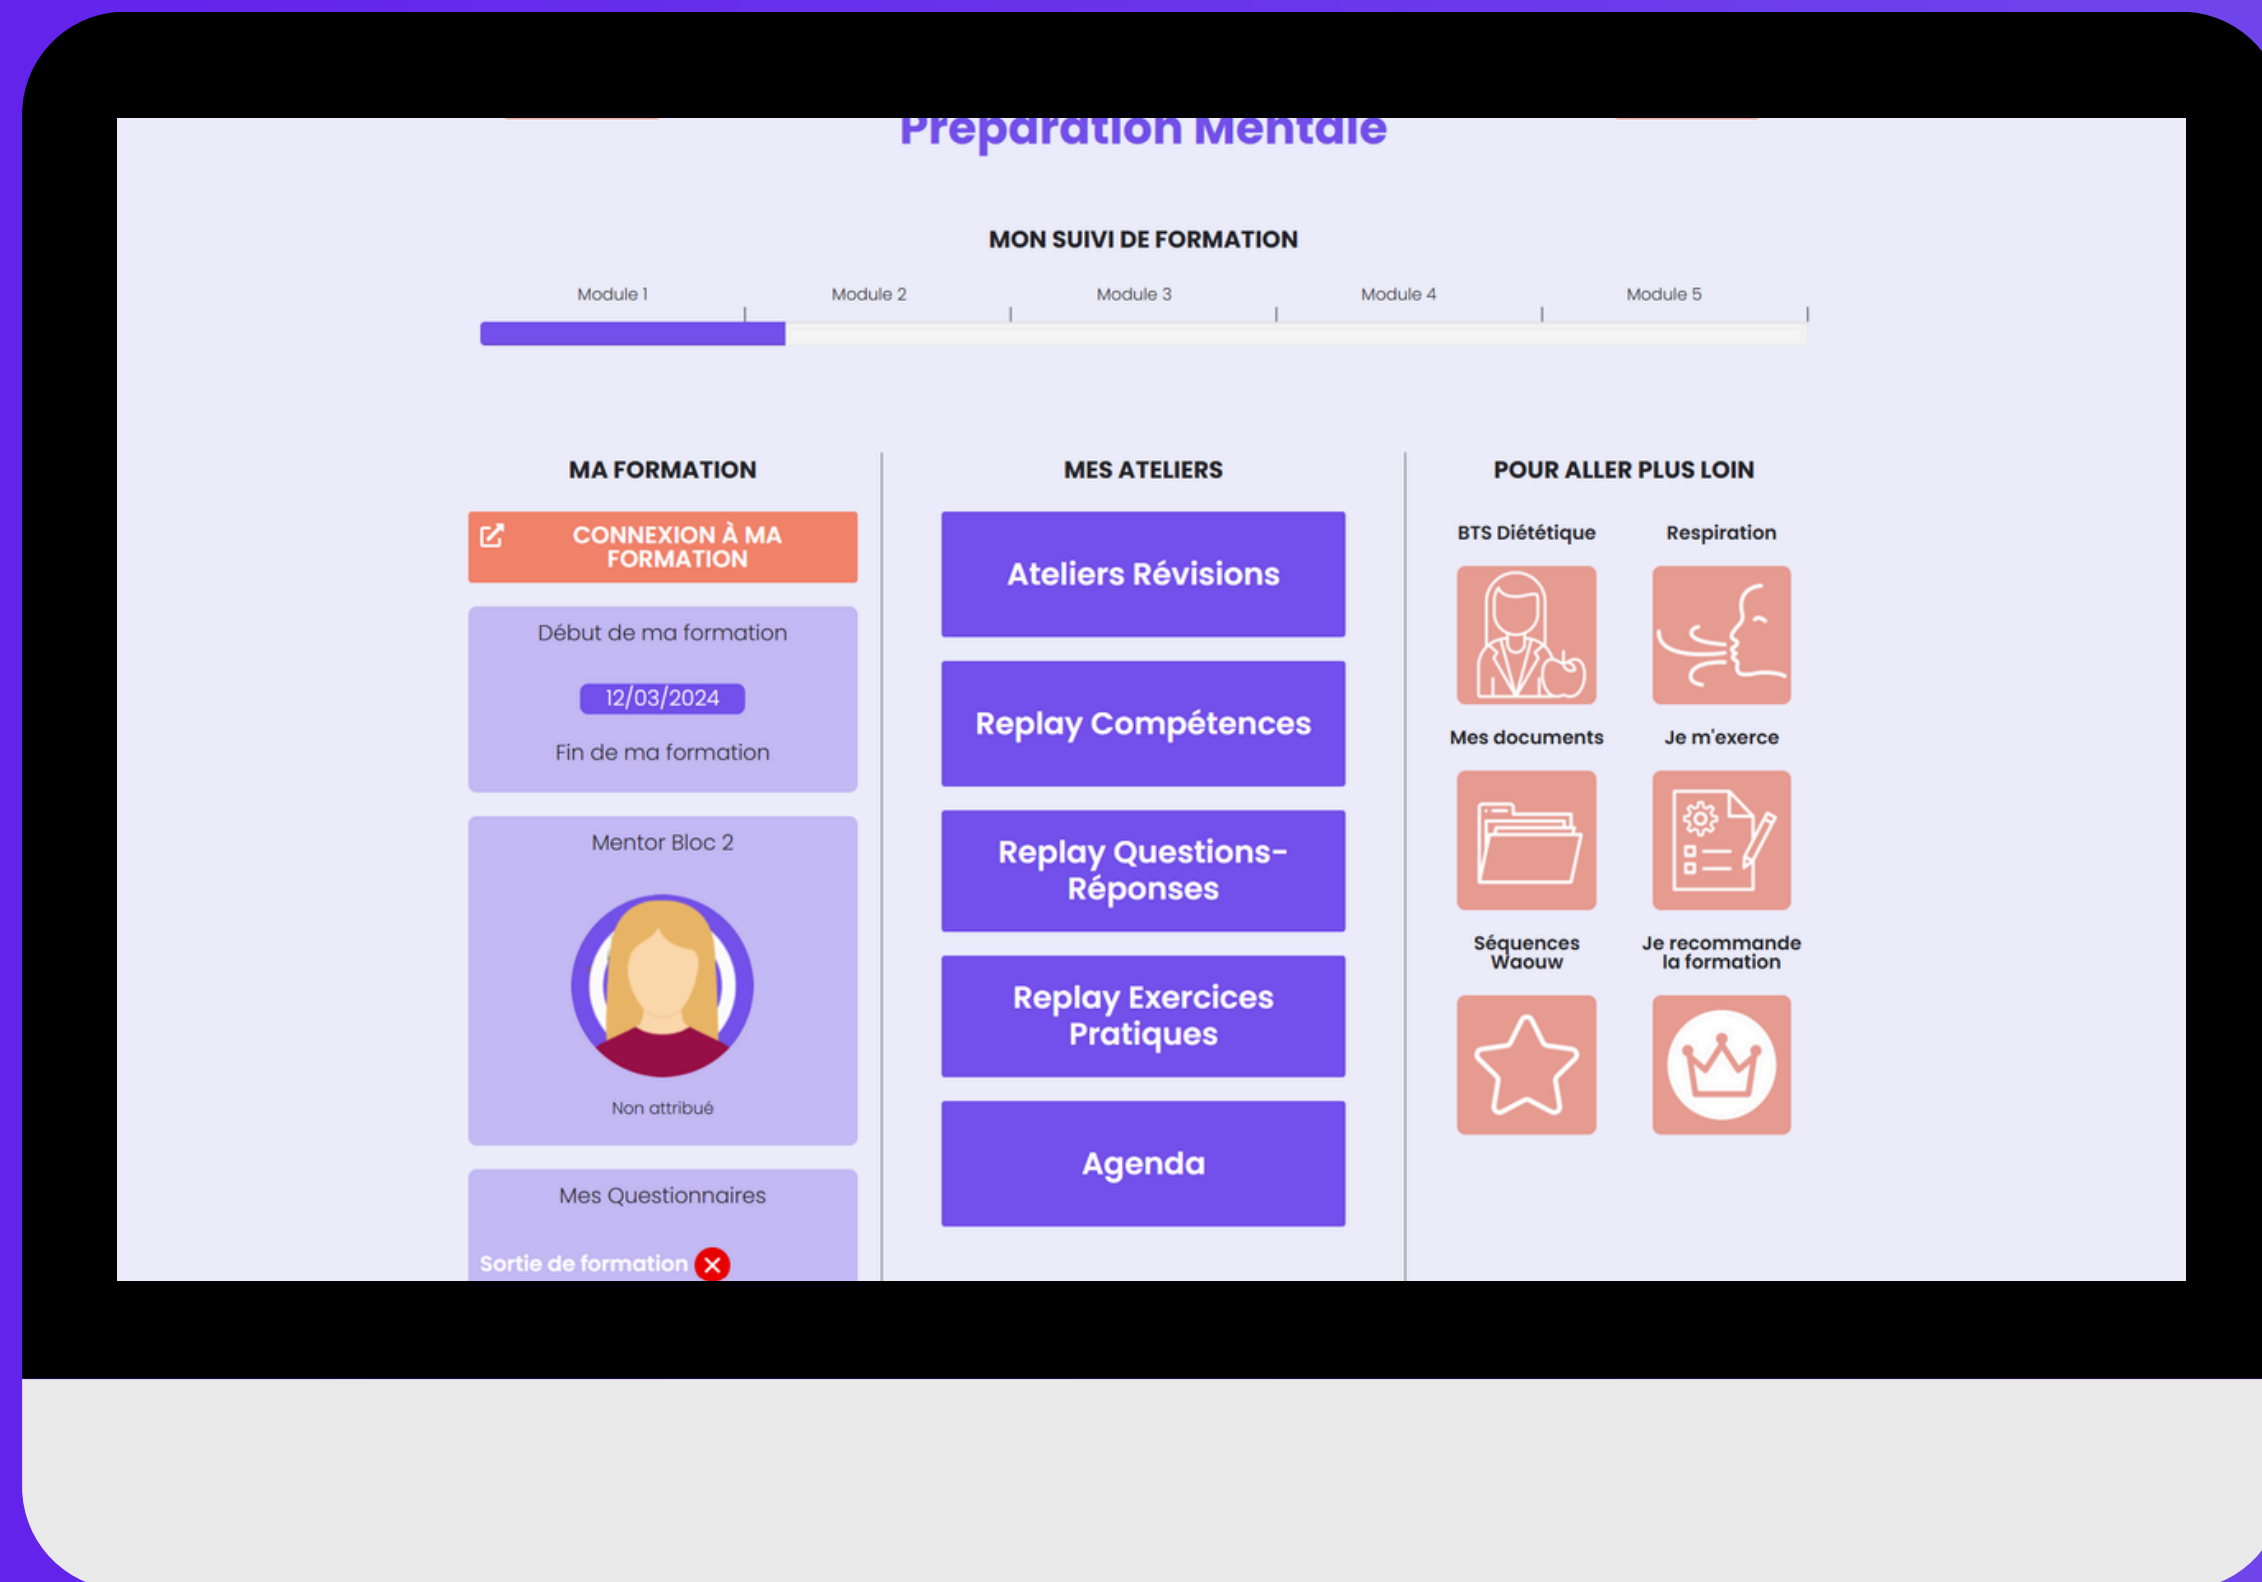 Préparation Mentale
MON SUIVI DE FORMATION
Module 1
Module 2
Module 3
Module 4
Module 5
MA FORMATION
CONNEXION À MA
FORMATION
Début de ma formation
12/03/2024
Fin de ma formation
Mentor Bloc 2
Non attribué
Mes Questionnaires
Sortie de formation
MES ATELIERS
Ateliers Révisions
Replay Compétences
Replay Questions-
Réponses
Replay Exercices
Pratiques
Agenda
POUR ALLER PLUS LOIN
BTS Diététique
Respiration
Mes documents
Je m'exerce
Séquences
Waouw
Je recommande
la formation